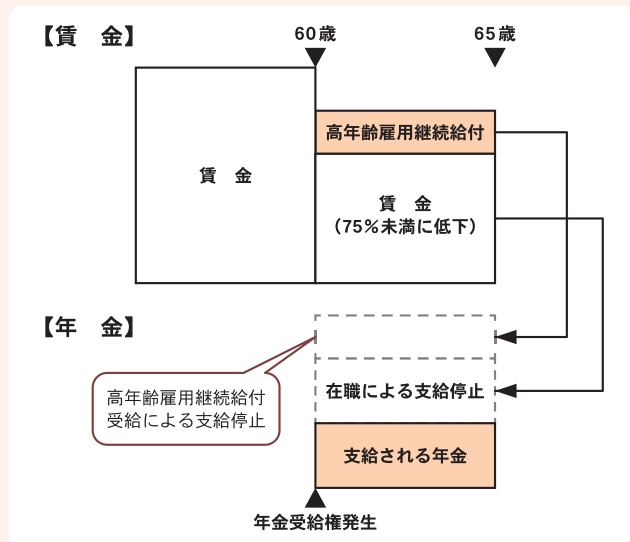 【賃　金】
60歳
65歳
高年齢雇用継続給付
賃　金
賃　金
（75％未満に低下）
【年　金】
高年齢雇用継続給付
受給による支給停止
在職による支給停止
支給される年金
年金受給権発生